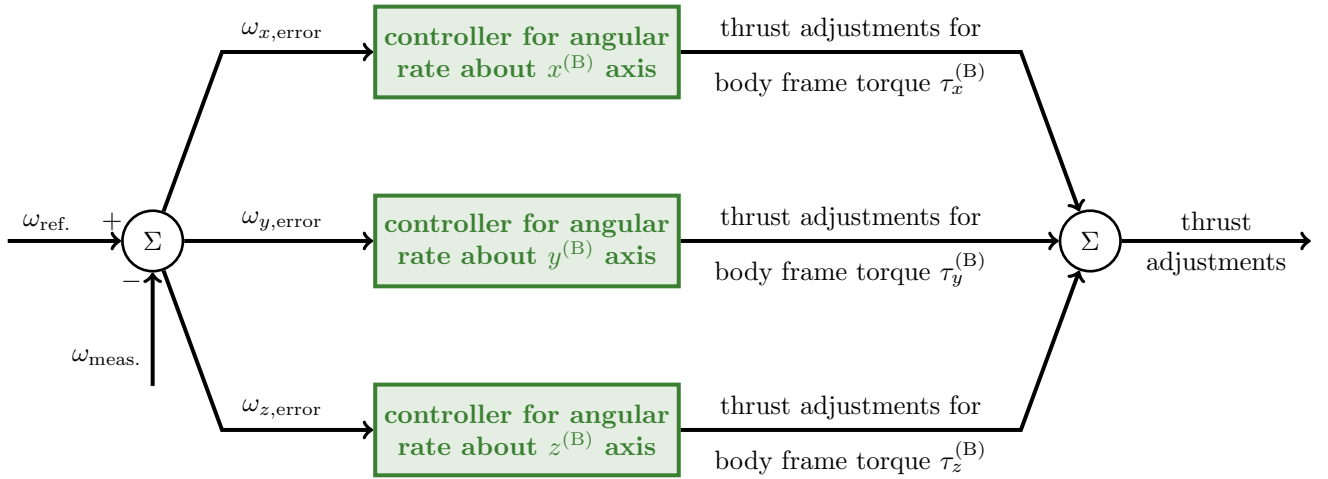 ω_{x,error}
controller for angular
rate about x^{(B)} axis
thrust adjustments for
body frame torque τ_x^{(B)}
ω_{ref.}
+
Σ
−
ω_{meas.}
ω_{y,error}
controller for angular
rate about y^{(B)} axis
thrust adjustments for
body frame torque τ_y^{(B)}
Σ
thrust
adjustments
ω_{z,error}
controller for angular
rate about z^{(B)} axis
thrust adjustments for
body frame torque τ_z^{(B)}